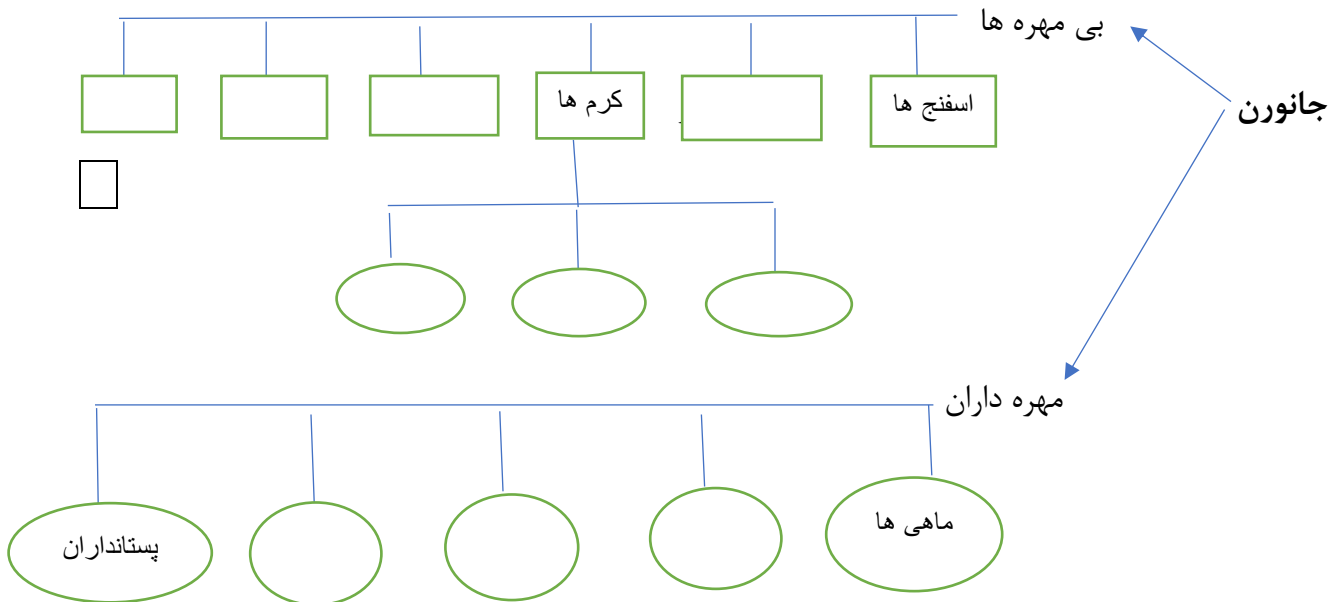 بی مهره ها
جانورن
اسفنج ها
کرم ها
مهره داران
ماهی ها
پستانداران